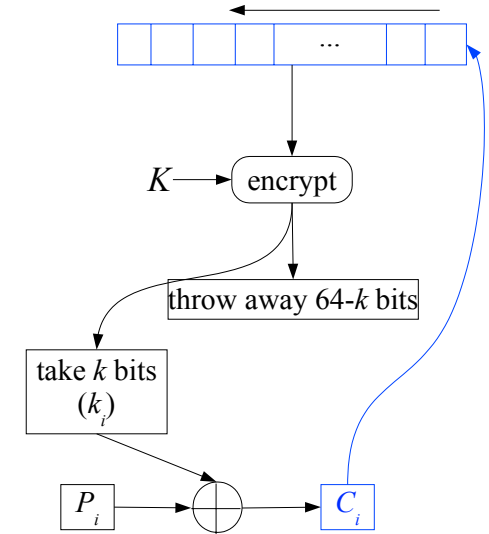 ...
K
encrypt
throw away 64-k bits
take k bits
(kᵢ)
Pᵢ
Cᵢ